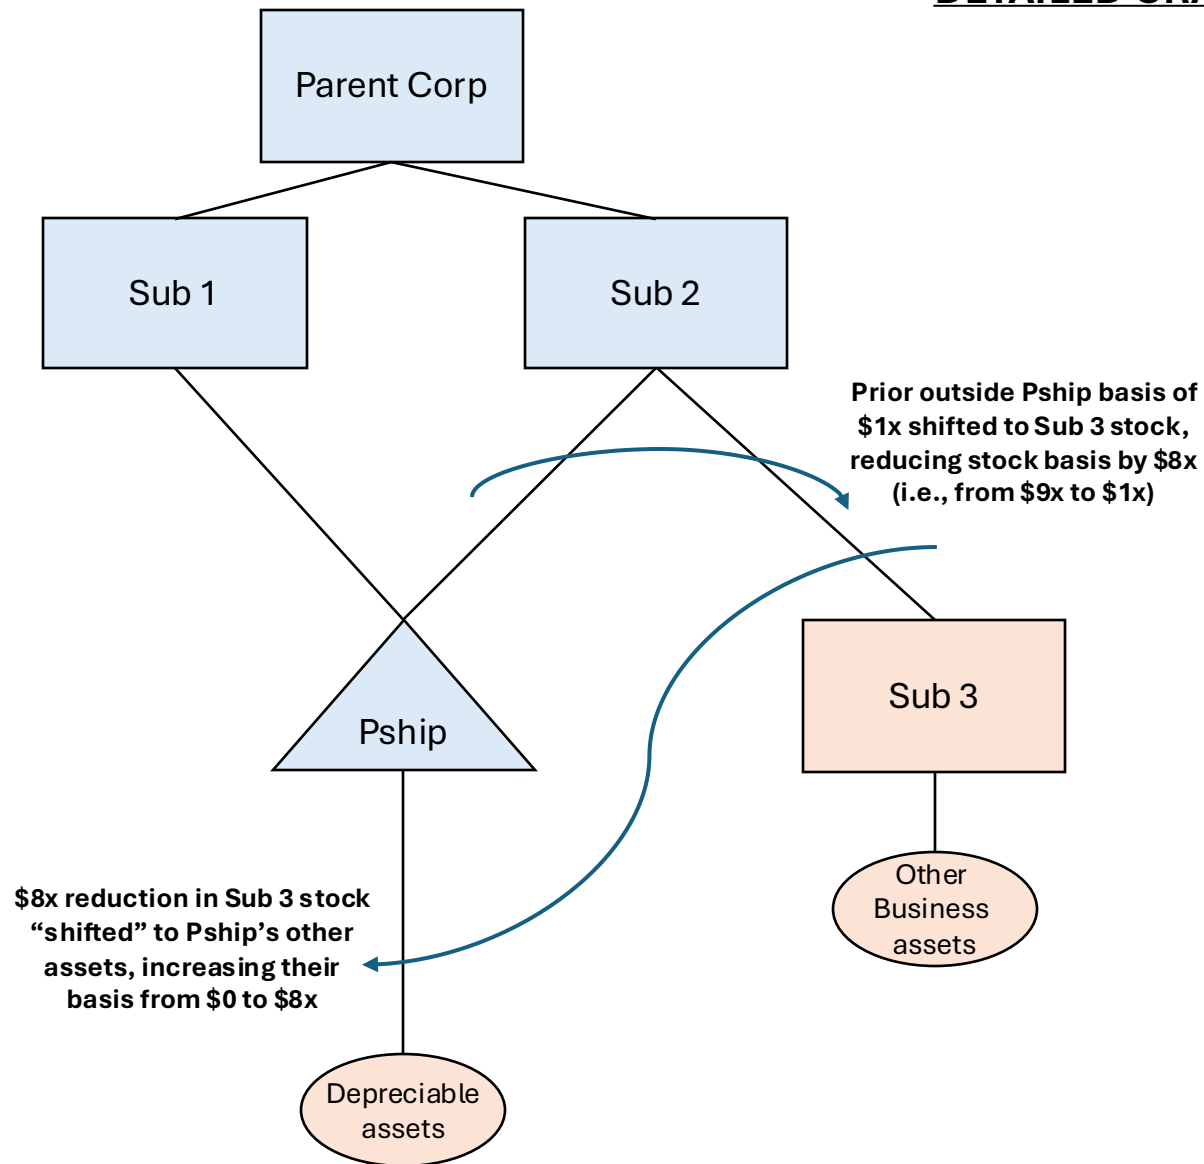 Parent Corp
Sub 1
Sub 2
Prior outside Pship basis of
$1x shifted to Sub 3 stock,
reducing stock basis by $8x
(i.e., from $9x to $1x)
Sub 3
Pship
Other
Business
assets
$8x reduction in Sub 3 stock
“shifted” to Pship’s other
assets, increasing their
basis from $0 to $8x
Depreciable
assets